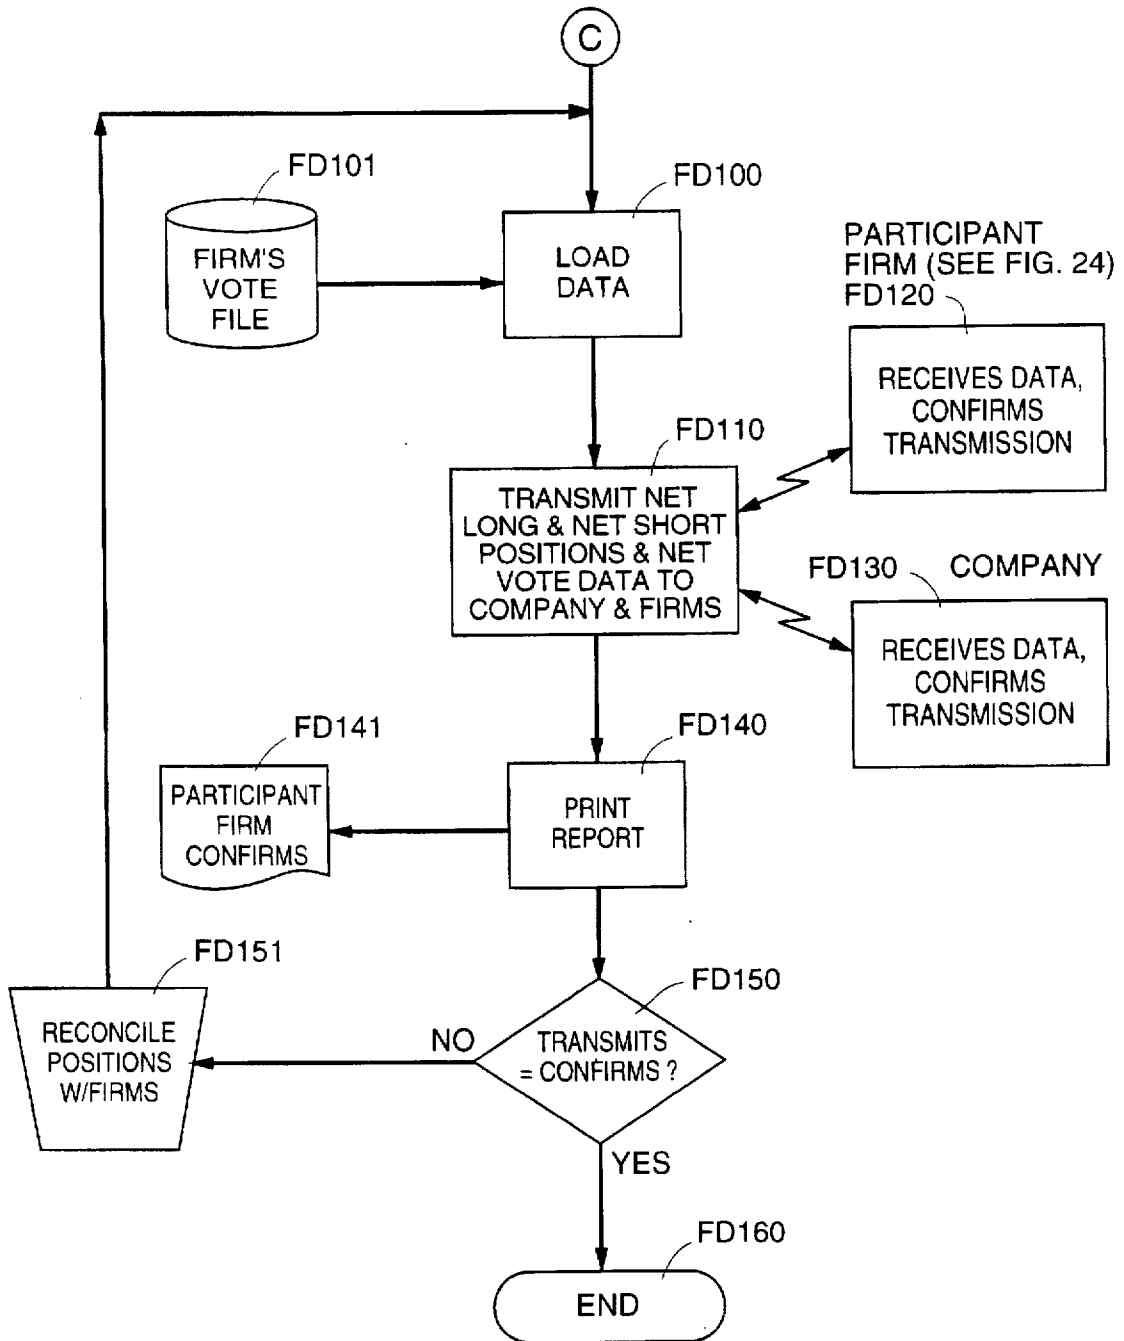 C
FD101
FIRM'S
VOTE
FILE
FD100
LOAD
DATA
PARTICIPANT
FIRM (SEE FIG. 24)
FD120
RECEIVES DATA,
CONFIRMS
TRANSMISSION
FD110
TRANSMIT NET
LONG & NET SHORT
POSITIONS & NET
VOTE DATA TO
COMPANY & FIRMS
FD130 COMPANY
RECEIVES DATA,
CONFIRMS
TRANSMISSION
FD141
PARTICIPANT
FIRM
CONFIRMS
FD140
PRINT
REPORT
FD151
RECONCILE
POSITIONS
W/FIRMS
NO
FD150
TRANSMITS
= CONFIRMS ?
YES
FD160
END